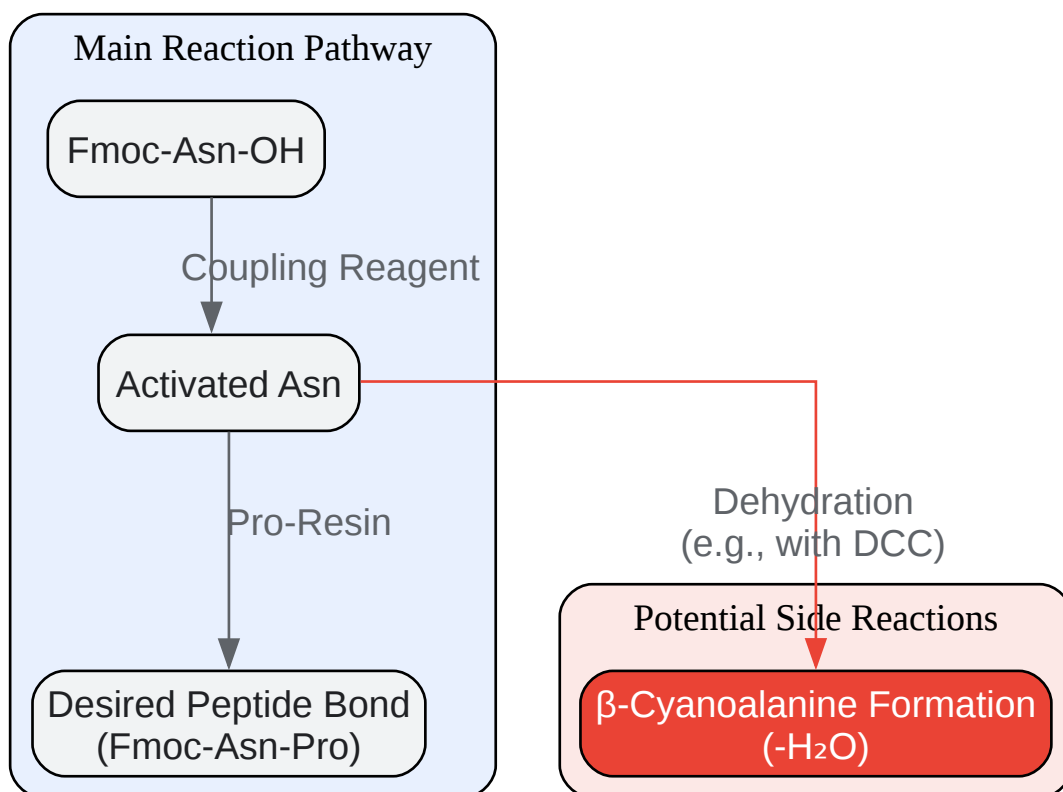 Main Reaction Pathway
Fmoc-Asn-OH
Coupling Reagent
Activated Asn
Pro-Resin
Desired Peptide Bond
(Fmoc-Asn-Pro)
Dehydration
(e.g., with DCC)
Potential Side Reactions
β-Cyanoalanine Formation
(-H₂O)